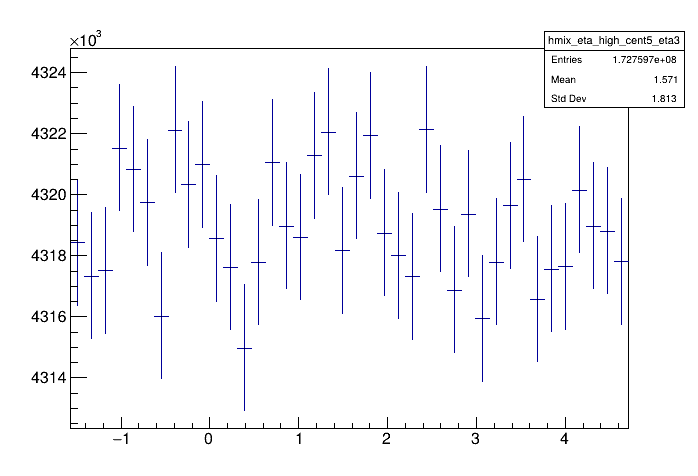 ×10³
hmix_eta_high_cent5_eta3
Entries 1.727597e+08
Mean 1.571
Std Dev 1.813
4324
4322
4320
4318
4316
4314
−1 0 1 2 3 4